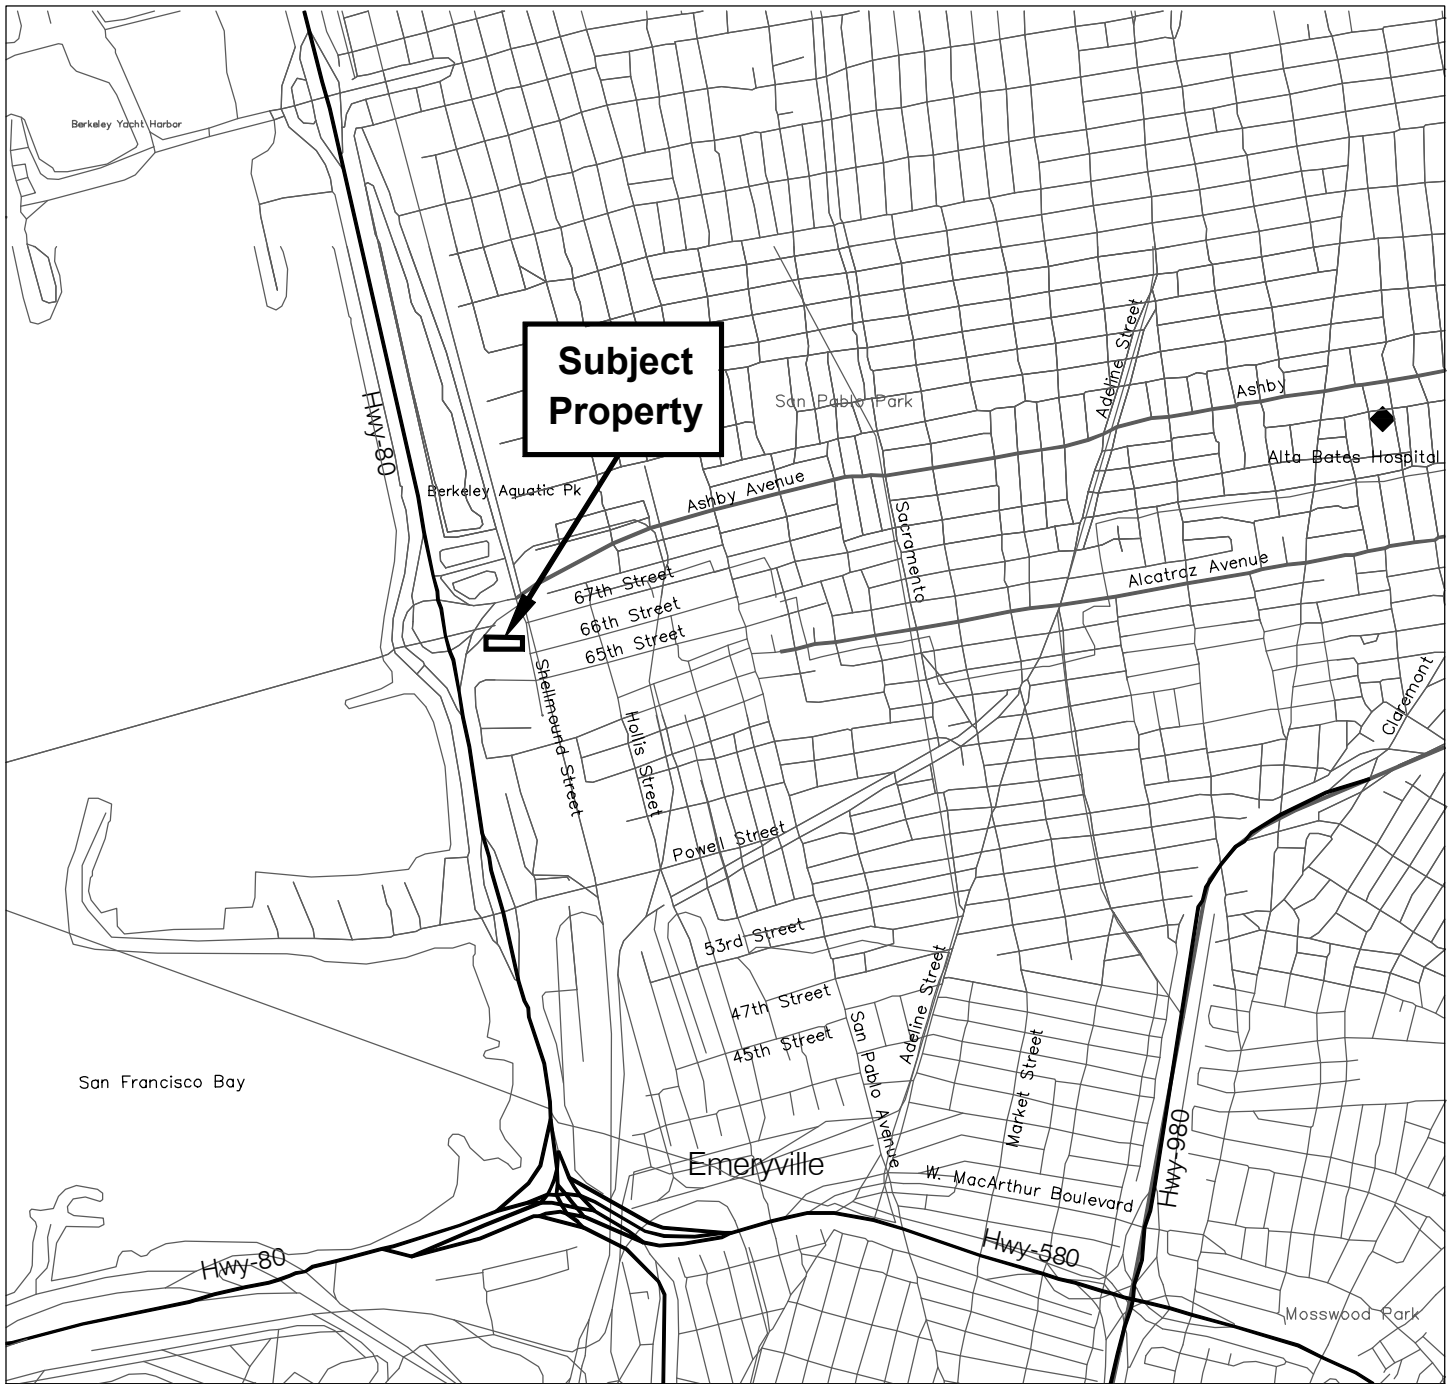 Berkeley Yacht Harbor
Adeline Street
Subject
Property
Ashby
San Pablo Park
Hwy-80
Alta Bates Hospital
Berkeley Aquatic Pk
Ashby Avenue
Sacramento
Alcatraz Avenue
67th Street
66th Street
65th Street
Shellmound Street
Hollis Street
Claremont
Powell Street
53rd Street
47th Street
45th Street
San Pablo Avenue
Adeline Street
Market Street
San Francisco Bay
Emeryville
W. MacArthur Boulevard
Hwy-980
Hwy-80
Hwy-580
Mosswood Park